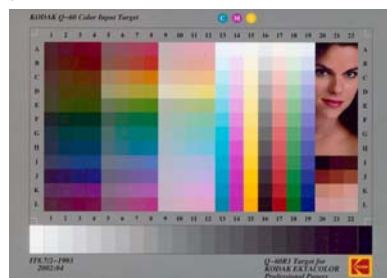 KODAK Q-60 Color Input Target
C M Y
1 2 3 4 5 6 7 8 9 10 11 12 13 14 15 16 17 18 19 20 21 22
A A
B B
C C
D D
E E
F F
G G
H H
I I
J J
K K
L L
1 2 3 4 5 6 7 8 9 10 11 12 13 14 15 16 17 18 19 20 21 22
IT8.7/2-1993
2002:04
Q-60R1 Target for
KODAK EKTACOLOR
Professional Papers